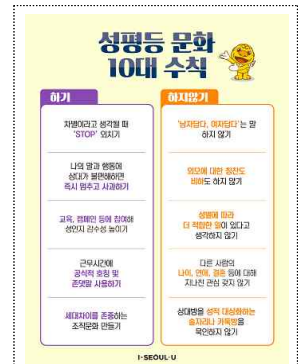 성평등 문화
10대 수칙
하기
차별이라고 생각될 때
'STOP' 외치기
나의 말과 행동에
상대가 불편해하면
즉시 멈추고 사과하기
교육, 캠페인 등에 참여해
성인지 감수성 높이기
근무시간에
공식적 호칭 및
존댓말 사용하기
세대차이를 존중하는
조직문화 만들기
하지않기
'남자답다, 여자답다'는 말
하지 않기
외모에 대한 칭찬도
비하도 하지 않기
성별에 따라
더 적합한 일이 있다고
생각하지 않기
다른 사람의
나이, 연애, 결혼 등에 대해
지나친 관심 갖지 않기
상대방을 성적 대상화하는
술자리나 카톡방을
묵인하지 않기
I·SEOUL·U